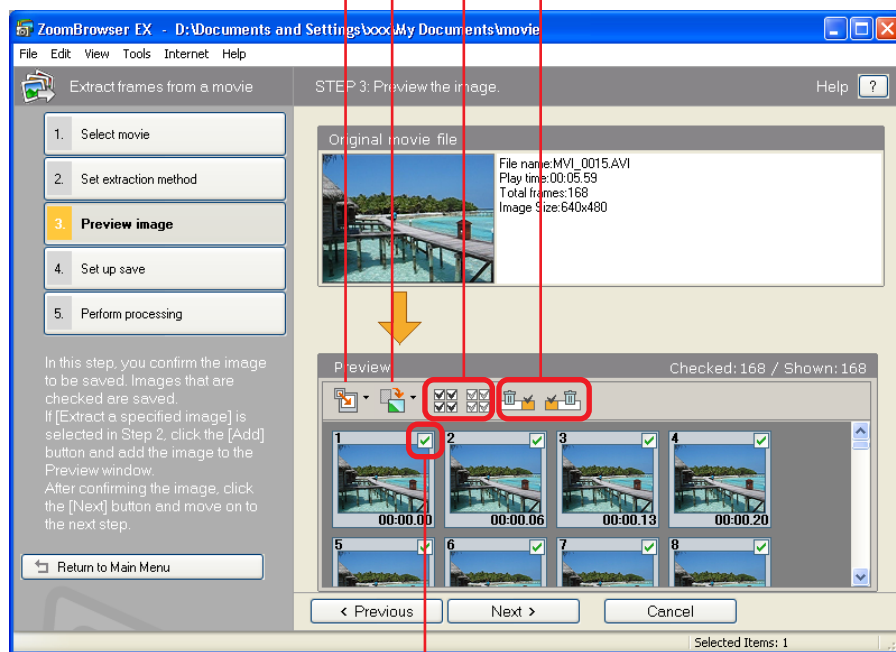 ZoomBrowser EX - D:\Documents and Settings\xxx\My Documents\movie
File Edit View Tools Internet Help
Extract frames from a movie
STEP 3: Preview the image.
Help ?
1. Select movie
2. Set extraction method
3. Preview image
4. Set up save
5. Perform processing
In this step, you confirm the image
to be saved. Images that are
checked are saved.
If [Extract a specified image] is
selected in Step 2, click the [Add]
button and add the image to the
Preview window.
After confirming the image, click
the [Next] button and move on to
the next step.
Return to Main Menu
Original movie file
File name:MVI_0015.AVI
Play time:00:05.59
Total frames:168
Image Size:640x480
Preview
Checked:168 / Shown:168
1 2 3 4
00:00.00 00:00.06 00:00.13 00:00.20
5 6 7 8
< Previous Next > Cancel
Selected Items: 1